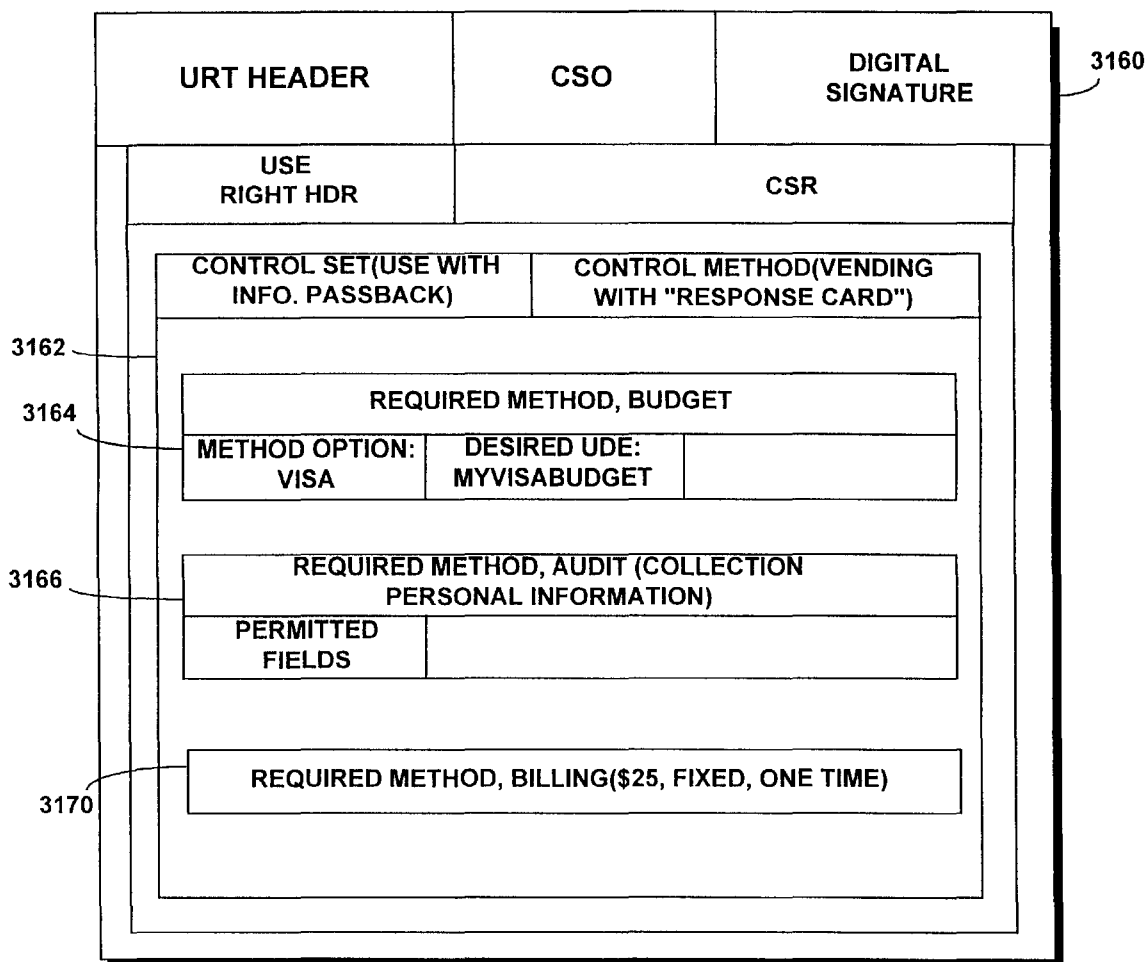 URT HEADER
CSO
DIGITAL
SIGNATURE
3160
USE
RIGHT HDR
CSR
CONTROL SET(USE WITH
INFO. PASSBACK)
CONTROL METHOD(VENDING
WITH "RESPONSE CARD")
3162
REQUIRED METHOD, BUDGET
3164
METHOD OPTION:
VISA
DESIRED UDE:
MYVISABUDGET
REQUIRED METHOD, AUDIT (COLLECTION
PERSONAL INFORMATION)
3166
PERMITTED
FIELDS
REQUIRED METHOD, BILLING($25, FIXED, ONE TIME)
3170